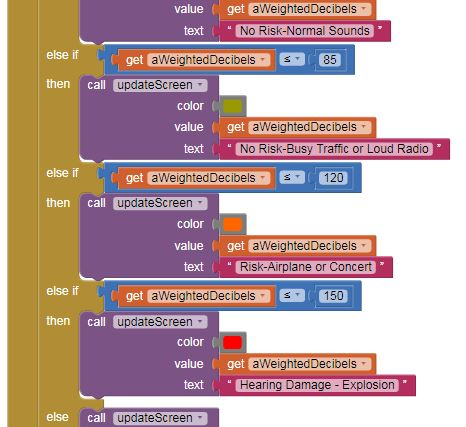 value get aWeightedDecibels
text " No Risk-Normal Sounds "
else if get aWeightedDecibels ≤ 85
then call updateScreen
color
value get aWeightedDecibels
text " No Risk-Busy Traffic or Loud Radio "
else if get aWeightedDecibels ≤ 120
then call updateScreen
color
value get aWeightedDecibels
text " Risk-Airplane or Concert "
else if get aWeightedDecibels ≤ 150
then call updateScreen
color
value get aWeightedDecibels
text " Hearing Damage - Explosion "
else call updateScreen